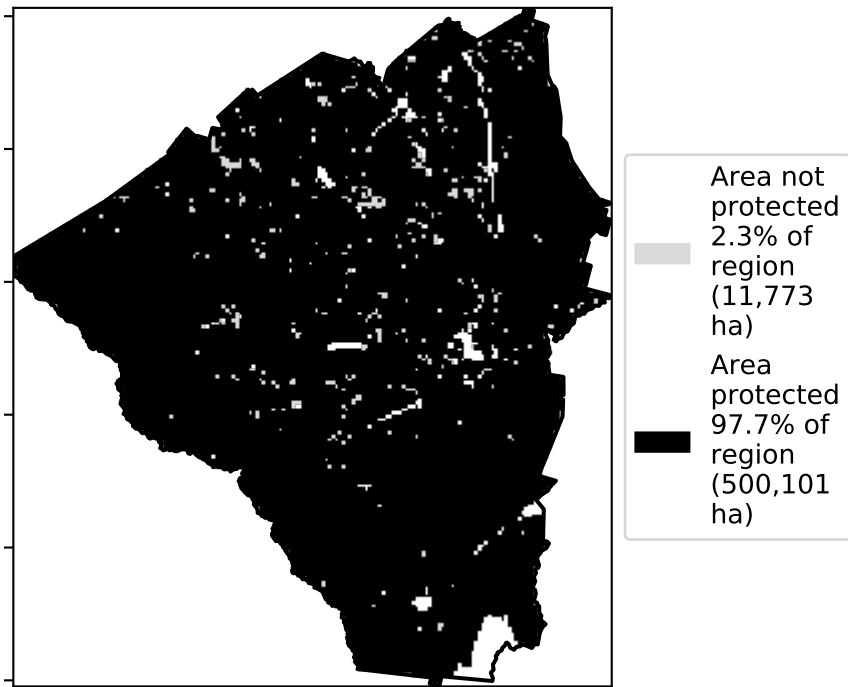 Area not
protected
2.3% of
region
(11,773
ha)
Area
protected
97.7% of
region
(500,101
ha)